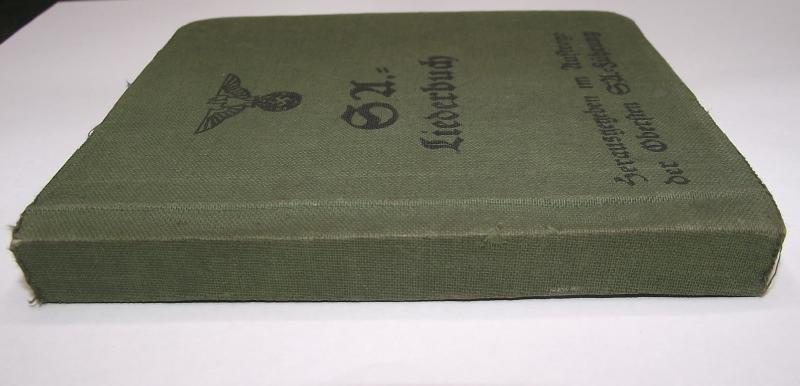 SA.=
Liederbuch
Herausgegeben im Auftrage
der Obersten SA.=Führung